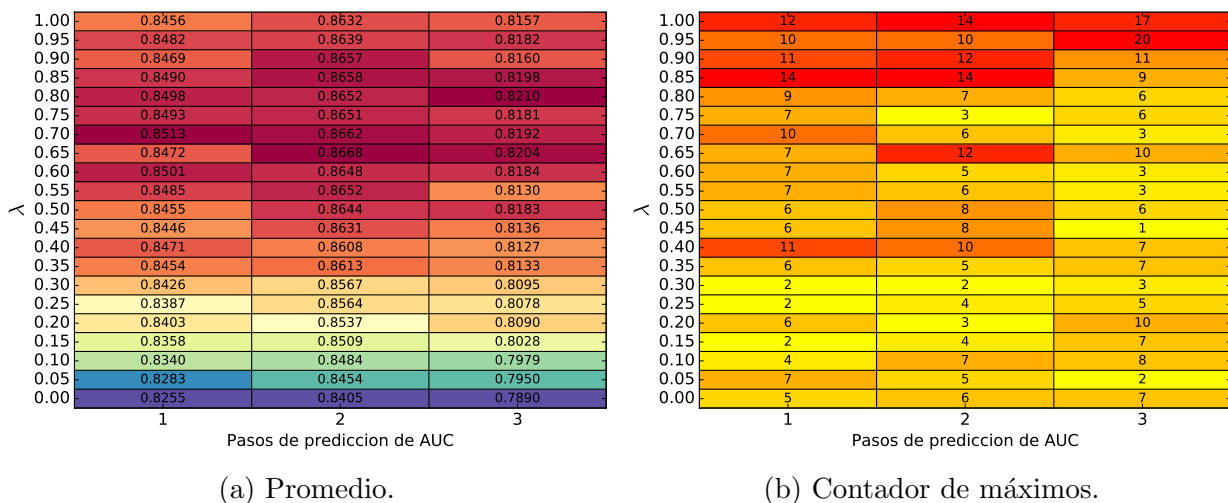 1.00 0.8456 0.8632 0.8157
0.95 0.8482 0.8639 0.8182
0.90 0.8469 0.8657 0.8160
0.85 0.8490 0.8658 0.8198
0.80 0.8498 0.8652 0.8210
0.75 0.8493 0.8651 0.8181
0.70 0.8513 0.8662 0.8192
0.65 0.8472 0.8668 0.8204
0.60 0.8501 0.8648 0.8184
0.55 0.8485 0.8652 0.8130
λ
0.50 0.8455 0.8644 0.8183
0.45 0.8446 0.8631 0.8136
0.40 0.8471 0.8608 0.8127
0.35 0.8454 0.8613 0.8133
0.30 0.8426 0.8567 0.8095
0.25 0.8387 0.8564 0.8078
0.20 0.8403 0.8537 0.8090
0.15 0.8358 0.8509 0.8028
0.10 0.8340 0.8484 0.7979
0.05 0.8283 0.8454 0.7950
0.00 0.8255 0.8405 0.7890
1 2 3
Pasos de prediccion de AUC
(a) Promedio.
1.00 12 14 17
0.95 10 10 20
0.90 11 12 11
0.85 14 14 9
0.80 9 7 6
0.75 7 3 6
0.70 10 6 3
0.65 7 12 10
0.60 7 5 3
0.55 7 6 3
λ
0.50 6 8 6
0.45 6 8 1
0.40 11 10 7
0.35 6 5 7
0.30 2 2 3
0.25 2 4 5
0.20 6 3 10
0.15 2 4 7
0.10 4 7 8
0.05 7 5 2
0.00 5 6 7
1 2 3
Pasos de prediccion de AUC
(b) Contador de máximos.